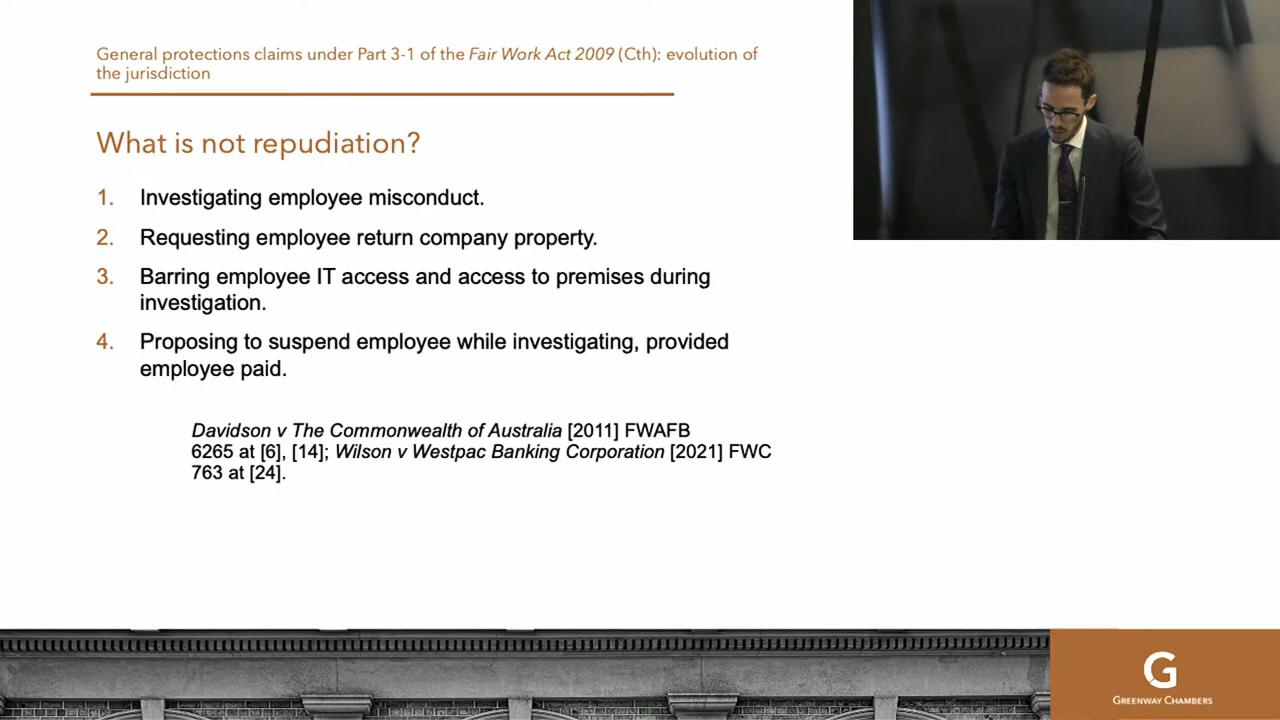 General protections claims under Part 3-1 of the Fair Work Act 2009 (Cth): evolution of
the jurisdiction
What is not repudiation?
1. Investigating employee misconduct.
2. Requesting employee return company property.
3. Barring employee IT access and access to premises during
investigation.
4. Proposing to suspend employee while investigating, provided
employee paid.
Davidson v The Commonwealth of Australia [2011] FWAFB
6265 at [6], [14]; Wilson v Westpac Banking Corporation [2021] FWC
763 at [24].
G
GREENWAY CHAMBERS